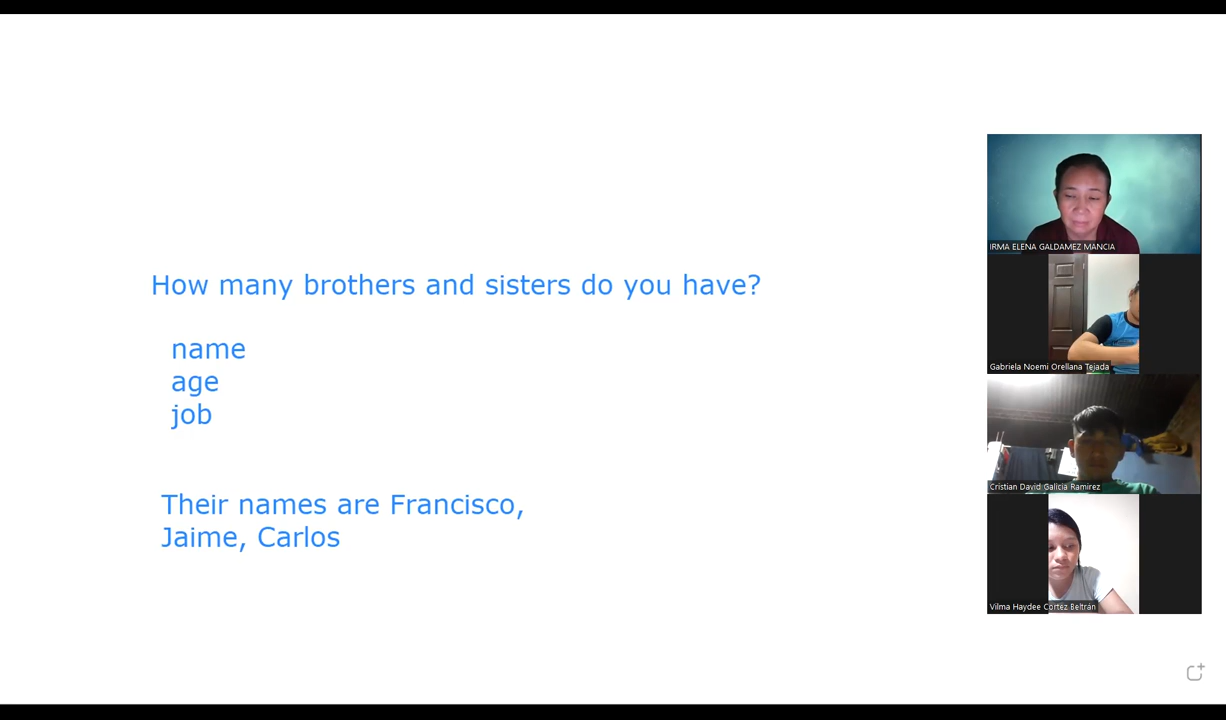 How many brothers and sisters do you have?
name
age
job
Their names are Francisco,
Jaime, Carlos
IRMA ELENA GALDAMEZ MANCIA
Gabriela Noemi Orellana Tejada
Cristian David Galicia Ramirez
Vilma Haydee Cortez Beltrán